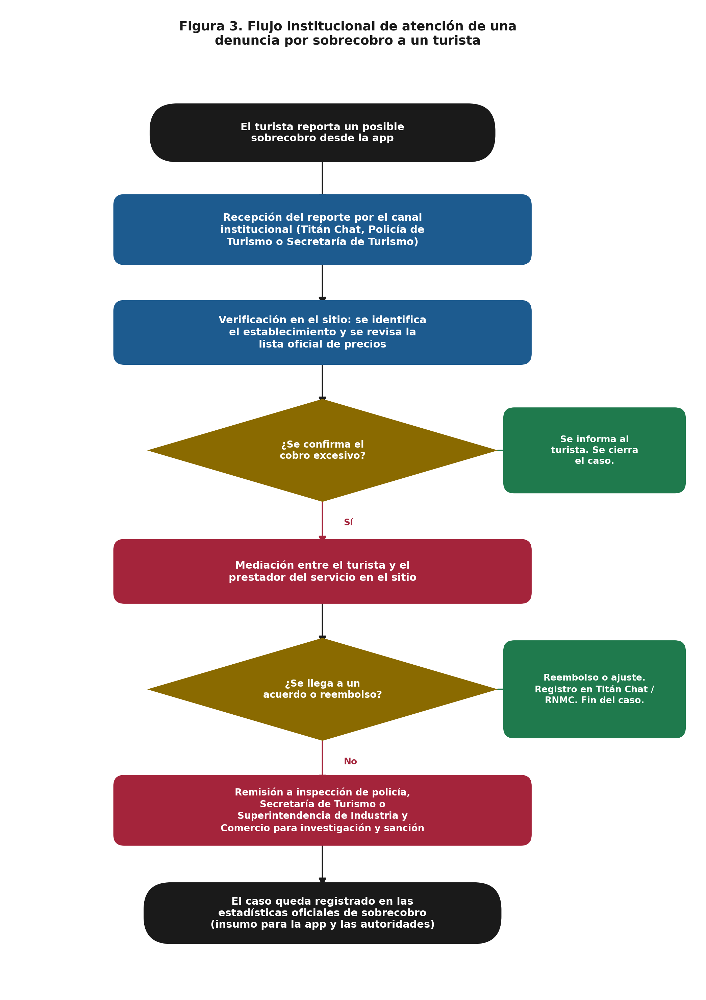 Figura 3. Flujo institucional de atención de una
denuncia por sobrecobro a un turista
El turista reporta un posible
sobrecobro desde la app
Recepción del reporte por el canal
institucional (Titán Chat, Policía de
Turismo o Secretaría de Turismo)
Verificación en el sitio: se identifica
el establecimiento y se revisa la
lista oficial de precios
¿Se confirma el
cobro excesivo?
Se informa al
turista. Se cierra
el caso.
Sí
Mediación entre el turista y el
prestador del servicio en el sitio
¿Se llega a un
acuerdo o reembolso?
Reembolso o ajuste.
Registro en Titán Chat /
RNMC. Fin del caso.
No
Remisión a inspección de policía,
Secretaría de Turismo o
Superintendencia de Industria y
Comercio para investigación y sanción
El caso queda registrado en las
estadísticas oficiales de sobrecobro
(insumo para la app y las autoridades)